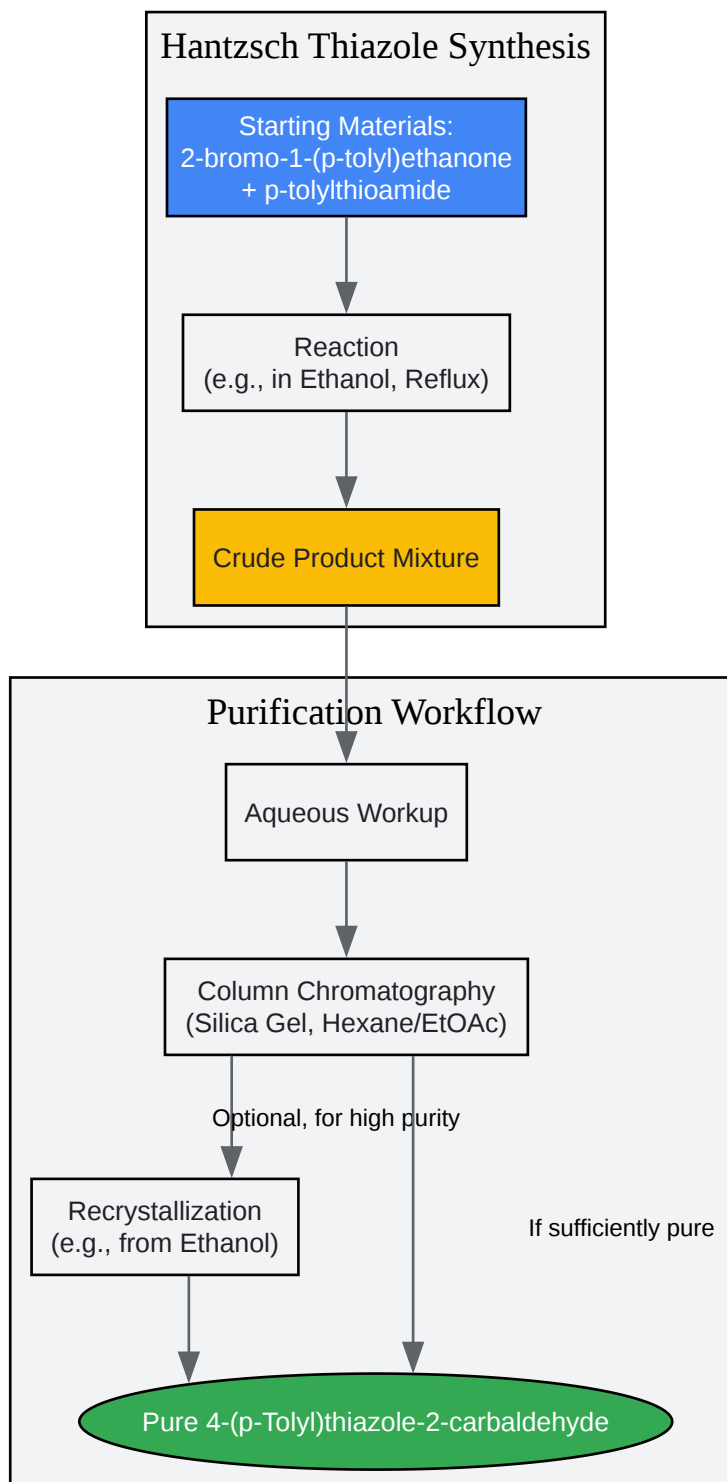 Hantzsch Thiazole Synthesis
Starting Materials:
2-bromo-1-(p-tolyl)ethanone
+ p-tolylthioamide
Reaction
(e.g., in Ethanol, Reflux)
Crude Product Mixture
Purification Workflow
Aqueous Workup
Column Chromatography
(Silica Gel, Hexane/EtOAc)
Optional, for high purity
Recrystallization
(e.g., from Ethanol)
If sufficiently pure
Pure 4-(p-Tolyl)thiazole-2-carbaldehyde